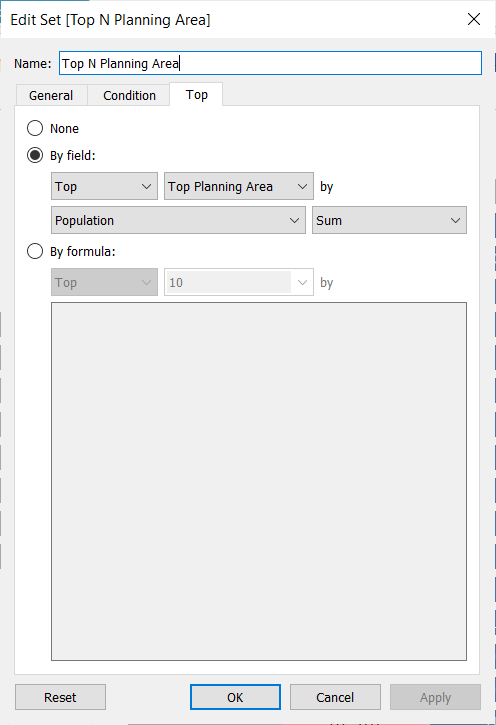 Edit Set [Top N Planning Area]
Name: Top N Planning Area
General Condition Top
None
By field:
Top Top Planning Area by
Population Sum
By formula:
Top 10 by
Reset OK Cancel Apply